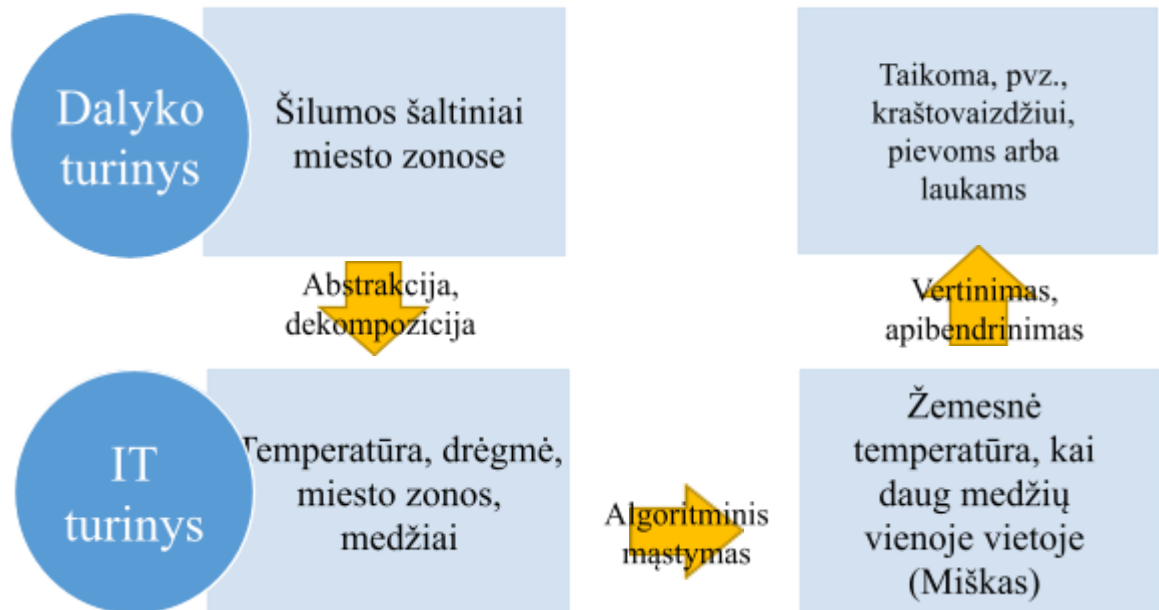 Dalyko
turinys
Šilumos šaltiniai
miesto zonose
Taikoma, pvz.,
kraštovaizdžiui,
pievoms arba
laukams
Abstrakcija,
dekompozicija
Vertinimas,
apibendrinimas
IT
turinys
Temperatūra, drėgmė,
miesto zonos,
medžiai
Algoritminis
mąstymas
Žemesnė
temperatūra, kai
daug medžių
vienoje vietoje
(Miškas)